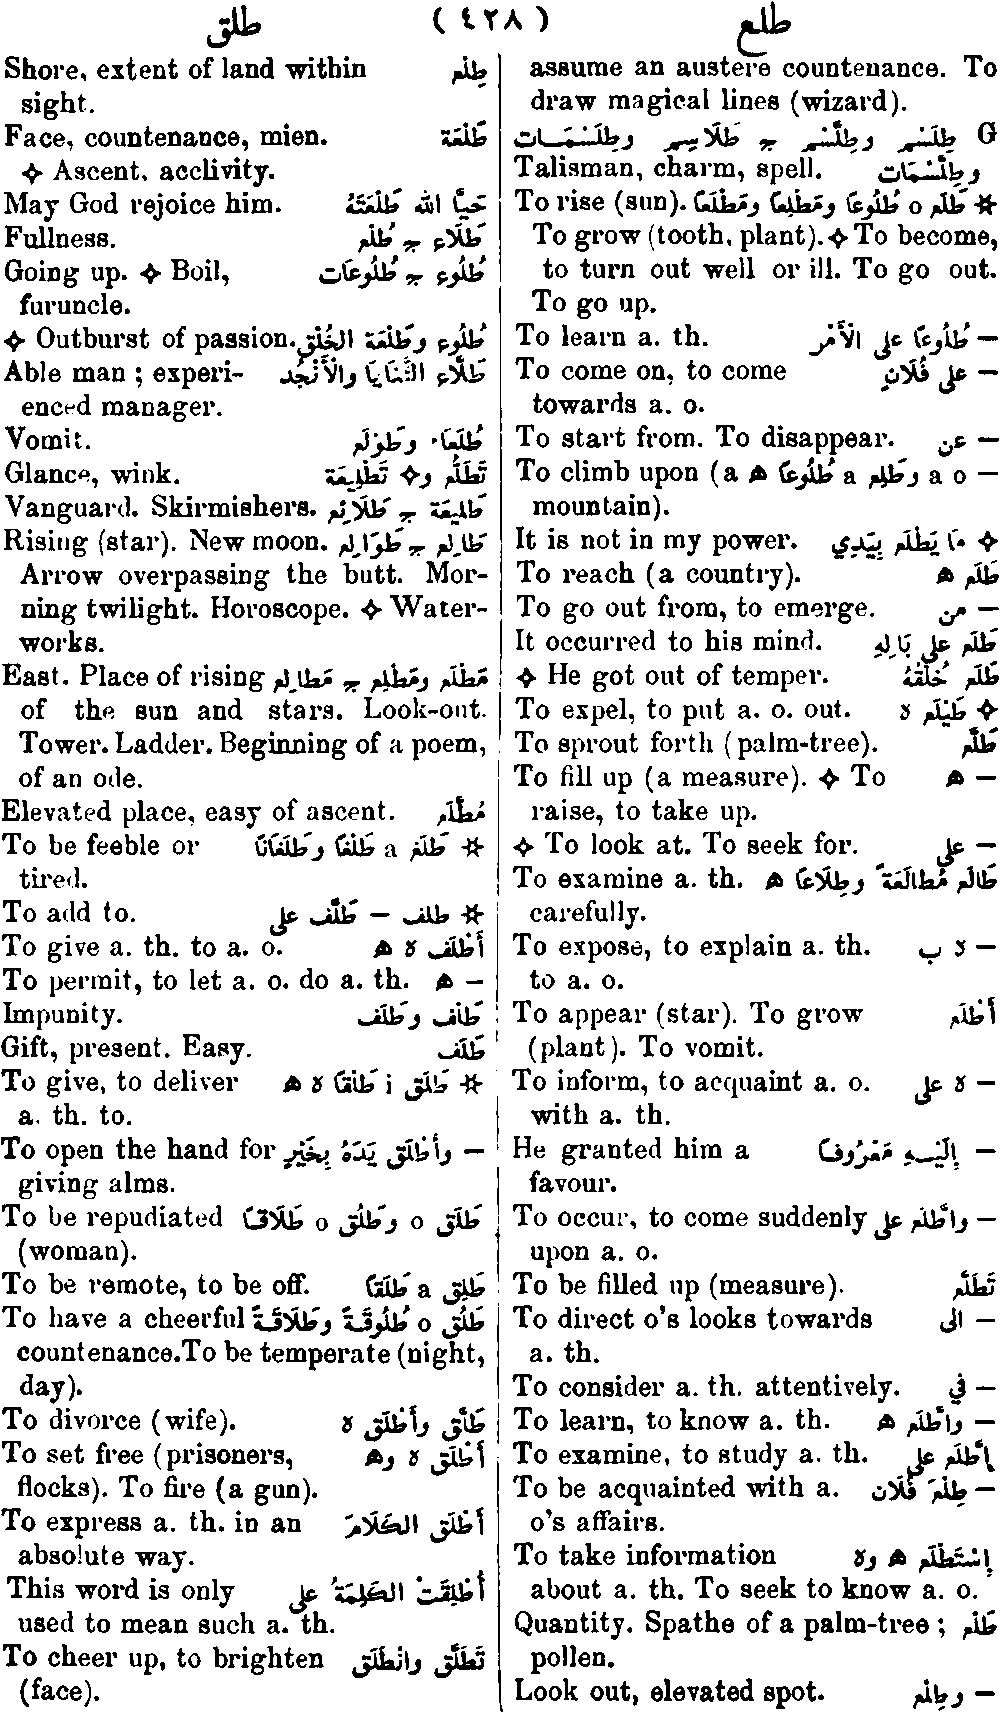 طلق ( ٤٢٨ ) طلع
assume an austere countenance. To
draw magical lines (wizard).
G طِلَسْم وطِلَّسْم ج طَلَاسِم وطِلَسْمَات
Talisman, charm, spell. وطِلَّسْمَات
To rise (sun). ✲ طَلَع o طُلُوعًا ومَطْلِعًا ومَطْلَعًا
To grow (tooth, plant). ✧ To become,
to turn out well or ill. To go out.
To go up.
To learn a. th. — طُلُوعًا عَلَى الْأَمْر
To come on, to come — عَلَى فُلَانٍ
towards a. o.
To start from. To disappear. — عن
To climb upon (a — a o وطَلِع a طُلُوعًا ه
mountain).
It is not in my power. ✧ مَا يَطْلَع بِيَدِي
To reach (a country). طَلَع ه
To go out from, to emerge. — من
It occurred to his mind. طَلَع عَلَى بَالِهِ
✧ He got out of temper. طَلَع خُلْقُهُ
To expel, to put a. o. out. ✧ طَيْلَع ه
To sprout forth (palm-tree). طَلَّع
To fill up (a measure). ✧ To — ه
raise, to take up.
✧ To look at. To seek for. — على
To examine a. th. طَالَع مُطَالَعَةً وطِلَاعًا ه
carefully.
To expose, to explain a. th. — ه ب
to a. o.
To appear (star). To grow أَطْلَع
(plant). To vomit.
To inform, to acquaint a. o. — ه على
with a. th.
He granted him a — إِلَيْهِ مَعْرُوفًا
favour.
To occur, to come suddenly — واطَّلَع على
upon a. o.
To be filled up (measure). تَطَلَّع
To direct o's looks towards — الى
a. th.
To consider a. th. attentively. — في
To learn, to know a. th. — واطَّلَع ه
To examine, to study a. th. إِطَّلَع على
To be acquainted with a. — طِلْعَ فُلَان
o's affairs.
To take information إِسْتَطْلَع ه وه
about a. th. To seek to know a. o.
Quantity. Spathe of a palm-tree ; طَلْع
pollen.
Look out, elevated spot. — وطِلْع
Shore, extent of land within طِلْع
sight.
Face, countenance, mien. طَلْعَة
✧ Ascent, acclivity.
May God rejoice him. حَيَّا الله طَلْعَتَهُ
Fullness. طَلَاع ج طُلْع
Going up. ✧ Boil, طُلُوع ج طُلُوعَات
furuncle.
✧ Outburst of passion. طُلُوع وطَلْعَة الخُلْق
Able man ; experi- طَلَّاع الثَّنَايَا والْأَنْجُد
enced manager.
Vomit. طُلَعَاء وطَوْلَع
Glance, wink. تَطَلُّع و✧ تَطْلِيعَة
Vanguard. Skirmishers. طَلِيعَة ج طَلَائِع
Rising (star). New moon. طَالِع ج طَوَالِع
Arrow overpassing the butt. Mor-
ning twilight. Horoscope. ✧ Water-
works.
East. Place of rising مَطْلَع ومَطْلِع ج مَطَالِع
of the sun and stars. Look-out.
Tower. Ladder. Beginning of a poem,
of an ode.
Elevated place, easy of ascent. مُطَّلَع
To be feeble or ✲ طَلَغ a طَلْغًا وطَلَغَانًا
tired.
To add to. ✲ طلف — طَلَّف على
To give a. th. to a. o. أَطْلَف ه ه
To permit, to let a. o. do a. th. — ه
Impunity. طَلْف وطَلَف
Gift, present. Easy. طَلَف
To give, to deliver ✲ طَلَق i طَلْقًا ه ه
a. th. to.
To open the hand for — وأَطْلَق يَدَهُ بِخَيْرٍ
giving alms.
To be repudiated طَلَق o وطَلُق o طَلَاقًا
(woman).
To be remote, to be off. طَلِق a طَلَقًا
To have a cheerful طَلُق o طُلُوقَةً وطَلَاقَةً
countenance. To be temperate (night,
day).
To divorce (wife). طَلَّق وأَطْلَق ه
To set free (prisoners, أَطْلَق ه وه
flocks). To fire (a gun).
To express a. th. in an أَطْلَق الكَلَامَ
absolute way.
This word is only أُطْلِقَتْ الكَلِمَةُ على
used to mean such a. th.
To cheer up, to brighten تَطَلَّق وانْطَلَق
(face).